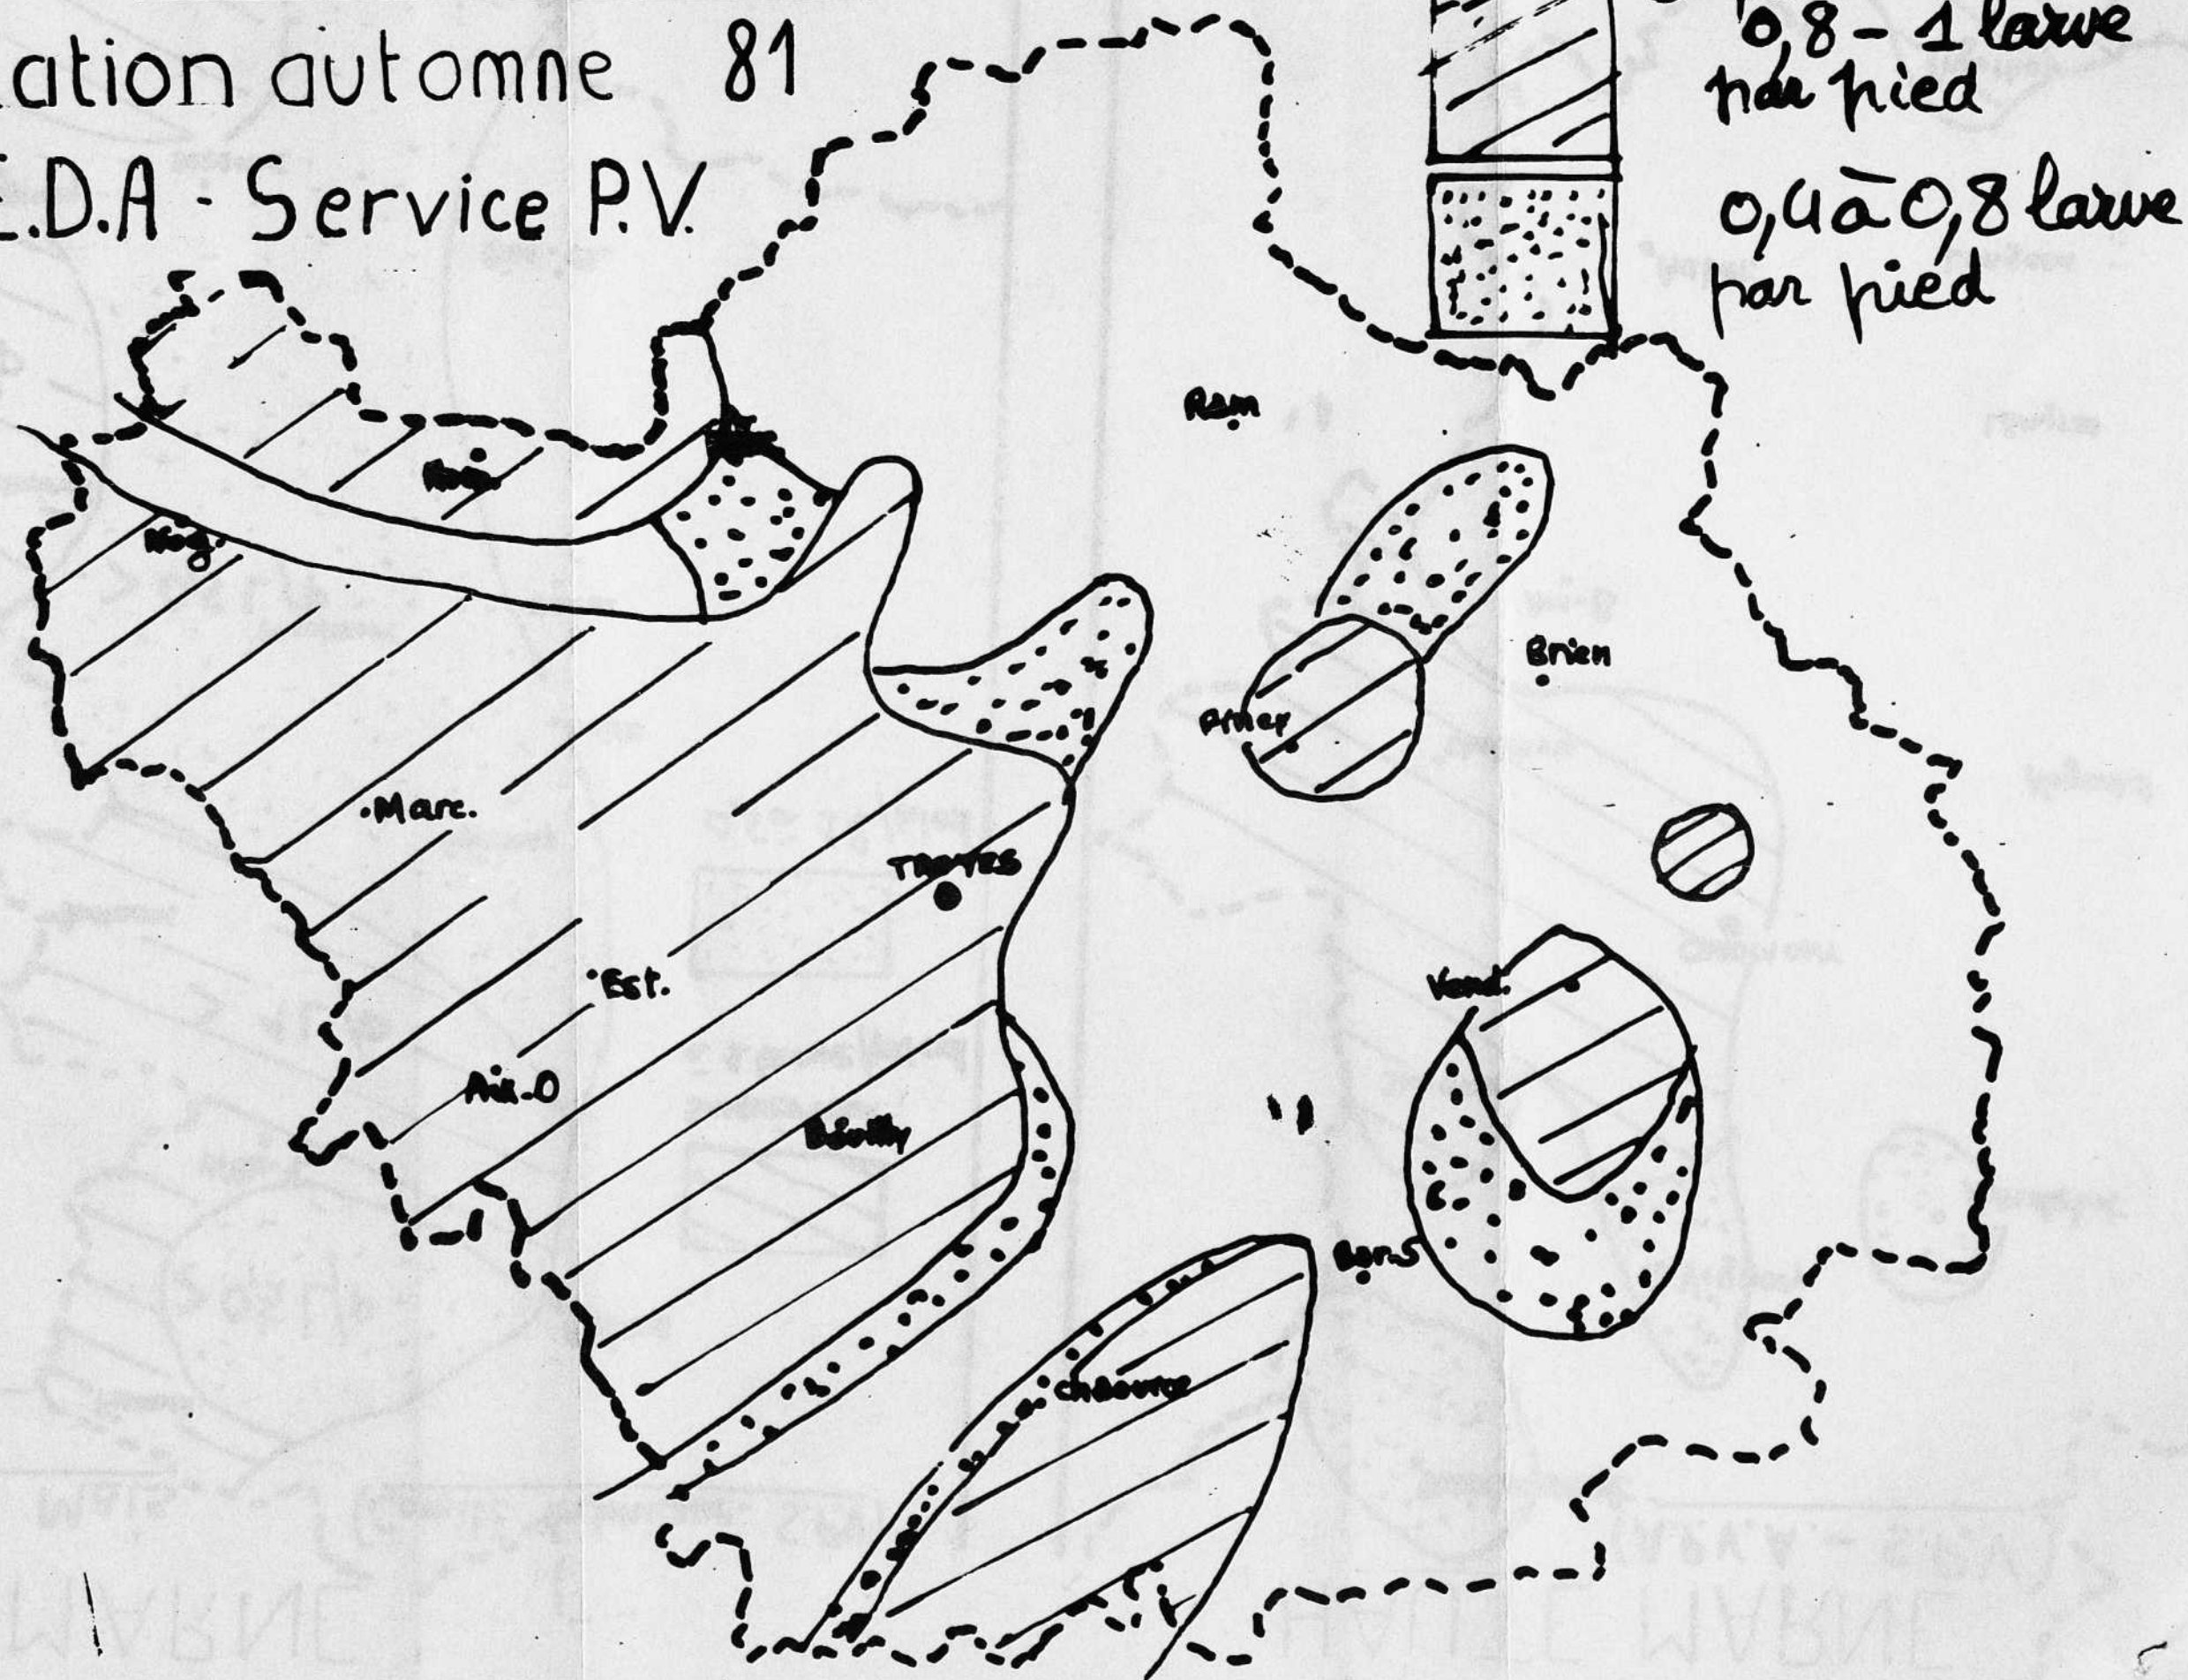 ation automne 81
E.D.A - Service P.V.
0,8 - 1 larve
par pied
0,4 à 0,8 larve
par pied
Ram
Nog.
Brien
Piney
.Marc.
TROYES
Vend.
Est.
Aix-O
Bouilly
Bar.S
Chaource